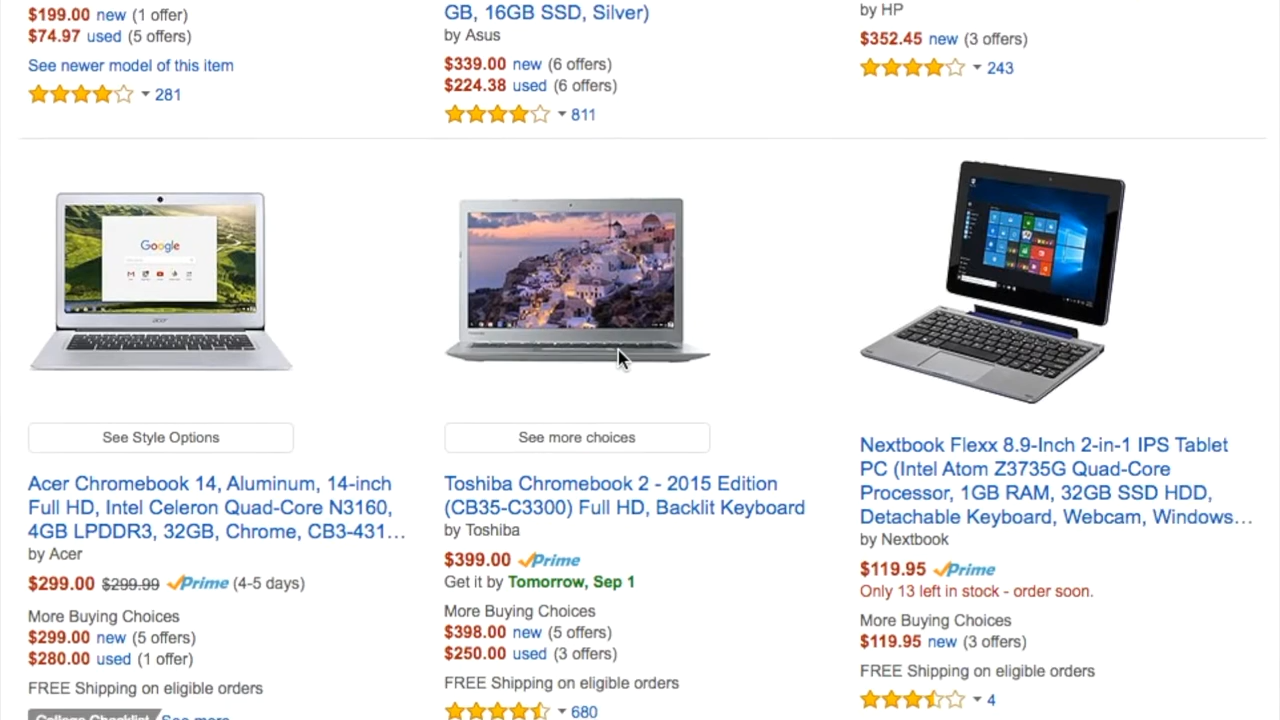 $199.00 new (1 offer)
$74.97 used (5 offers)
See newer model of this item
281
GB, 16GB SSD, Silver)
by Asus
$339.00 new (6 offers)
$224.38 used (6 offers)
811
by HP
$352.45 new (3 offers)
243
Google
acer
See Style Options
Acer Chromebook 14, Aluminum, 14-inch
Full HD, Intel Celeron Quad-Core N3160,
4GB LPDDR3, 32GB, Chrome, CB3-431...
by Acer
$299.00 $299.99 Prime (4-5 days)
More Buying Choices
$299.00 new (5 offers)
$280.00 used (1 offer)
FREE Shipping on eligible orders
College Checklist See more
See more choices
Toshiba Chromebook 2 - 2015 Edition
(CB35-C3300) Full HD, Backlit Keyboard
by Toshiba
$399.00 Prime
Get it by Tomorrow, Sep 1
More Buying Choices
$398.00 new (5 offers)
$250.00 used (3 offers)
FREE Shipping on eligible orders
680
Nextbook Flexx 8.9-Inch 2-in-1 IPS Tablet
PC (Intel Atom Z3735G Quad-Core
Processor, 1GB RAM, 32GB SSD HDD,
Detachable Keyboard, Webcam, Windows...
by Nextbook
$119.95 Prime
Only 13 left in stock - order soon.
More Buying Choices
$119.95 new (3 offers)
FREE Shipping on eligible orders
4